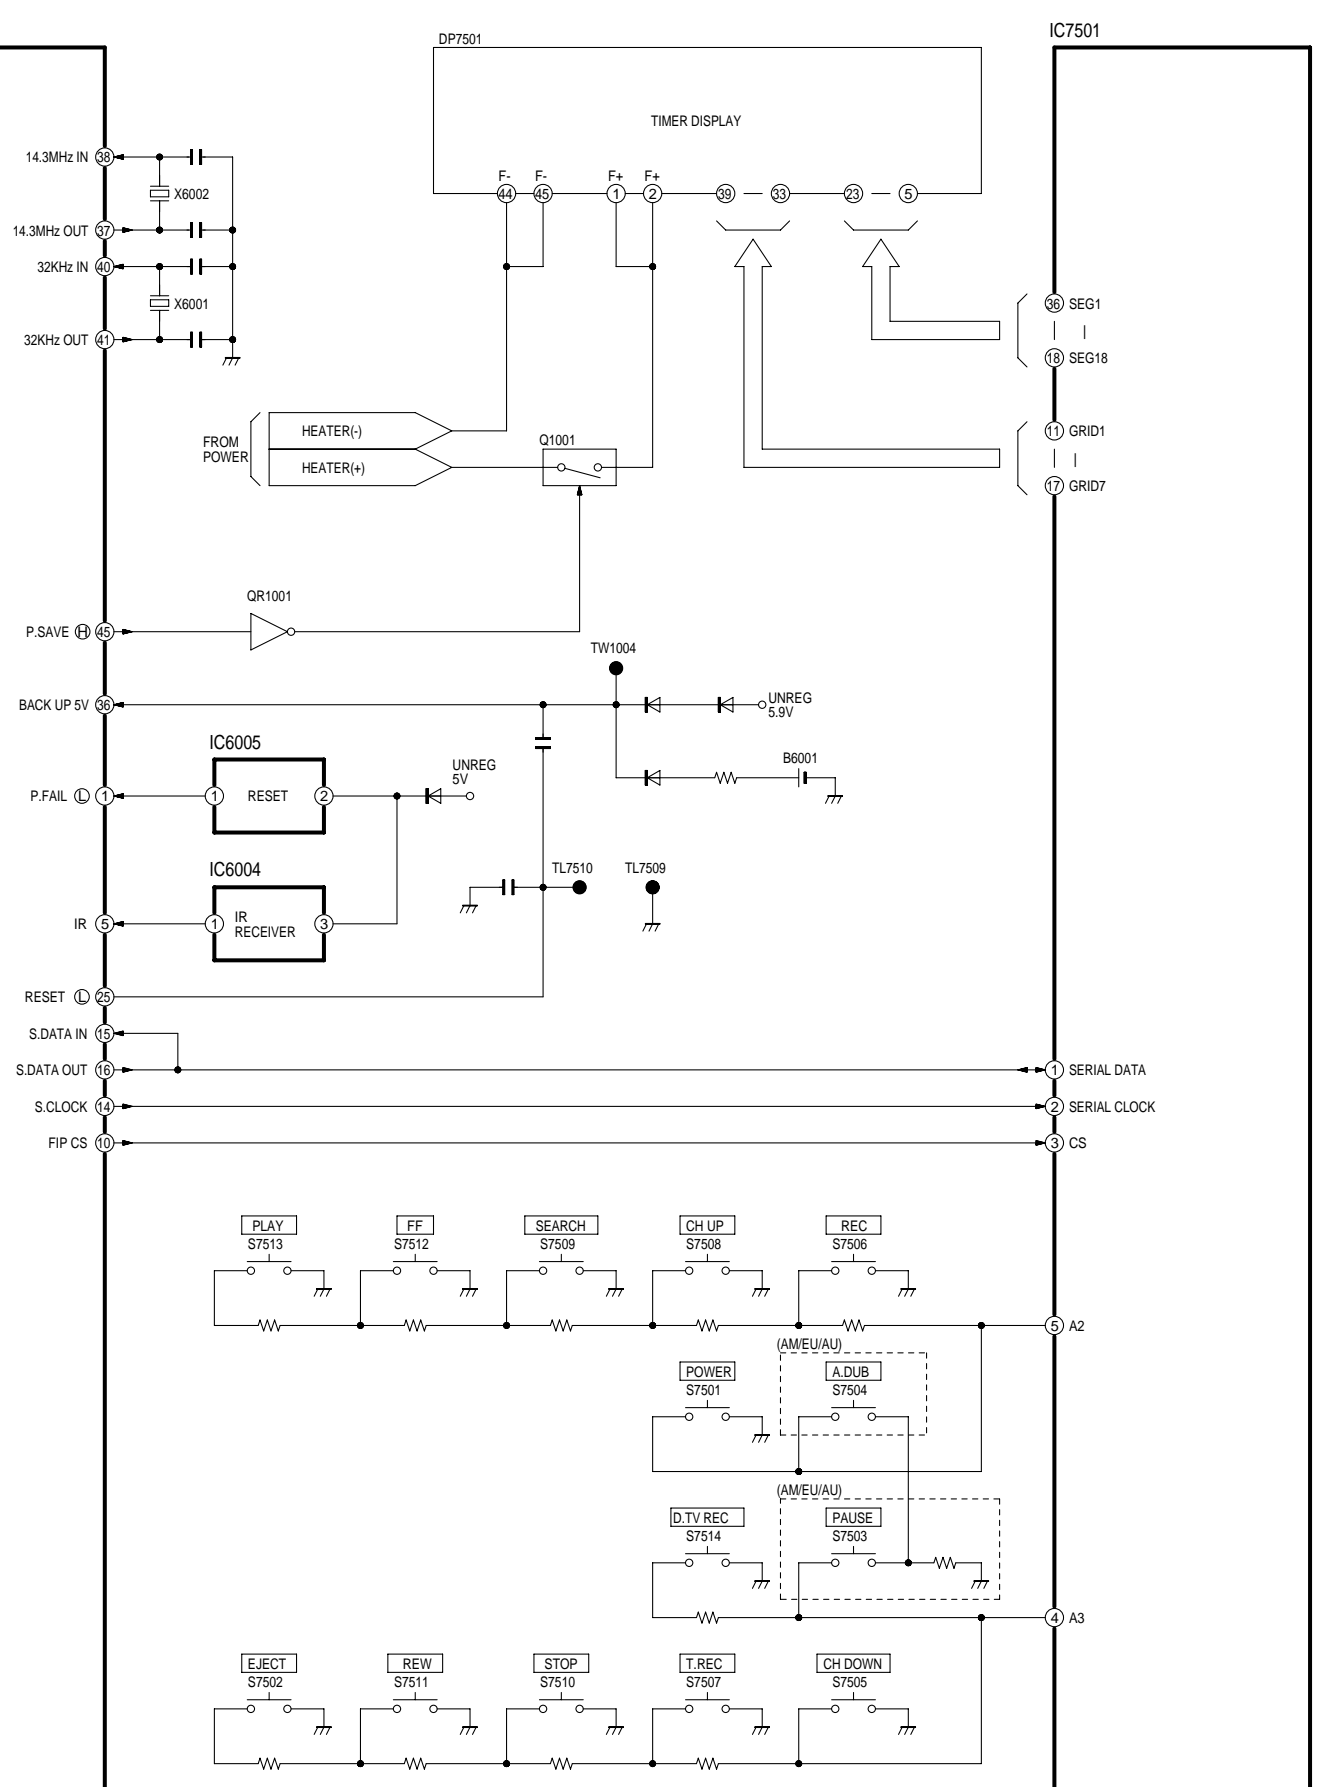 IC7501
DP7501
TIMER DISPLAY
14.3MHz IN 38
X6002
F- F- F+ F+
44 45 1 2 39 — 33 23 — 5
14.3MHz OUT 37
32KHz IN 40
X6001
36 SEG1
32KHz OUT 41
18 SEG18
FROM
POWER
HEATER(-)
HEATER(+)
Q1001
11 GRID1
17 GRID7
QR1001
P.SAVE H 45
TW1004
BACK UP 5V 36
UNREG
5.9V
IC6005
UNREG
5V
B6001
P.FAIL L 1
1 RESET 2
IC6004
TL7510 TL7509
IR 5
1 IR
RECEIVER 3
RESET L 25
S.DATA IN 15
S.DATA OUT 16
1 SERIAL DATA
S.CLOCK 14
2 SERIAL CLOCK
FIP CS 10
3 CS
PLAY FF SEARCH CH UP REC
S7513 S7512 S7509 S7508 S7506
5 A2
(AM/EU/AU)
POWER A.DUB
S7501 S7504
(AM/EU/AU)
D.TV REC PAUSE
S7514 S7503
4 A3
EJECT REW STOP T.REC CH DOWN
S7502 S7511 S7510 S7507 S7505